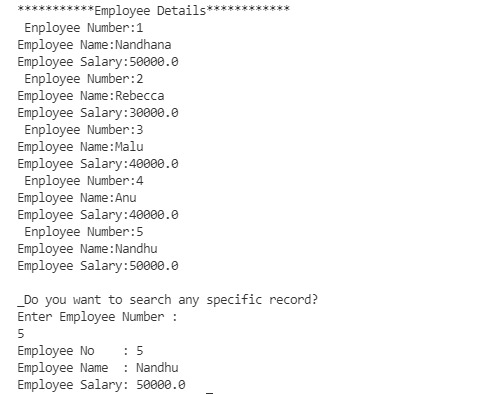 ***********Employee Details************
Enployee Number:1
Employee Name:Nandhana
Employee Salary:50000.0
Enployee Number:2
Employee Name:Rebecca
Employee Salary:30000.0
Enployee Number:3
Employee Name:Malu
Employee Salary:40000.0
Enployee Number:4
Employee Name:Anu
Employee Salary:40000.0
Enployee Number:5
Employee Name:Nandhu
Employee Salary:50000.0
_Do you want to search any specific record?
Enter Employee Number :
5
Employee No    : 5
Employee Name  : Nandhu
Employee Salary: 50000.0   _